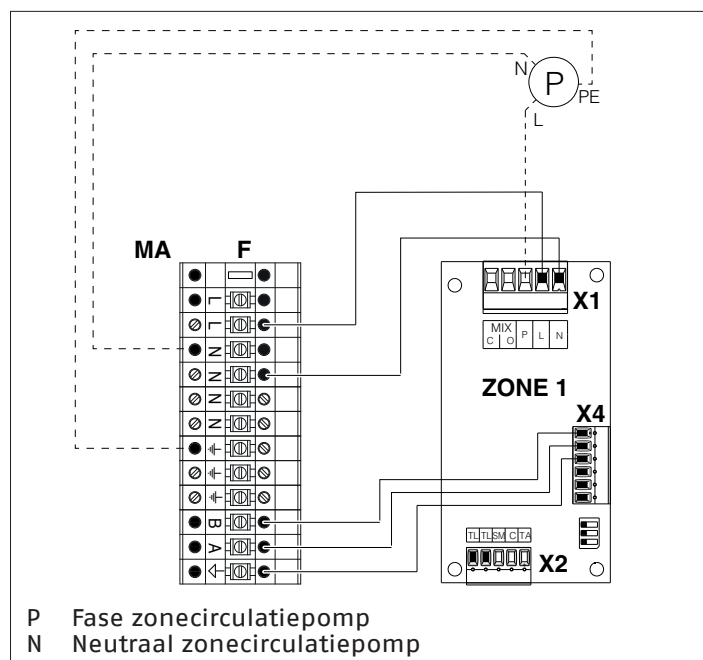 N
P
PE
L
MA F
L
L
N
N
N
N
B
A
X1
MIX
C O P L N
ZONE 1
X4
TL TL SM C TA
X2
P Fase zonecirculatiepomp
N Neutraal zonecirculatiepomp